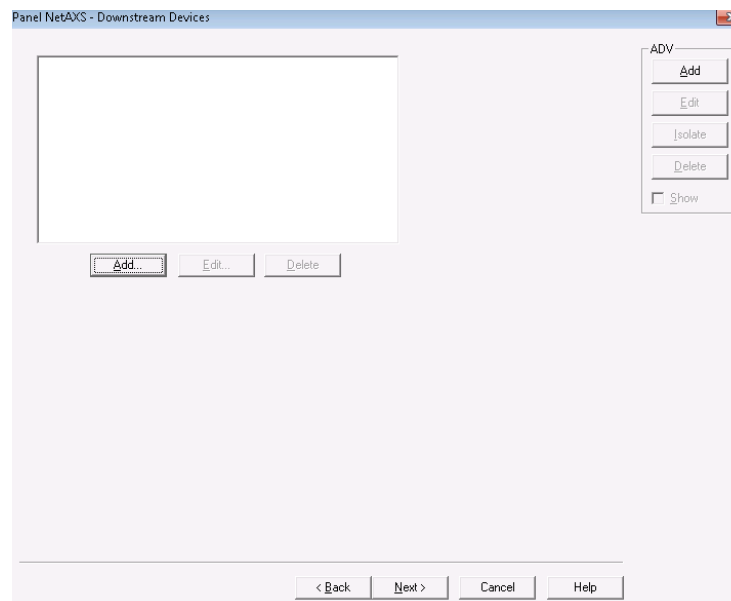 Panel NetAXS - Downstream Devices
ADV
Add
Edit
Isolate
Delete
Show
Add... Edit... Delete
< Back Next > Cancel Help